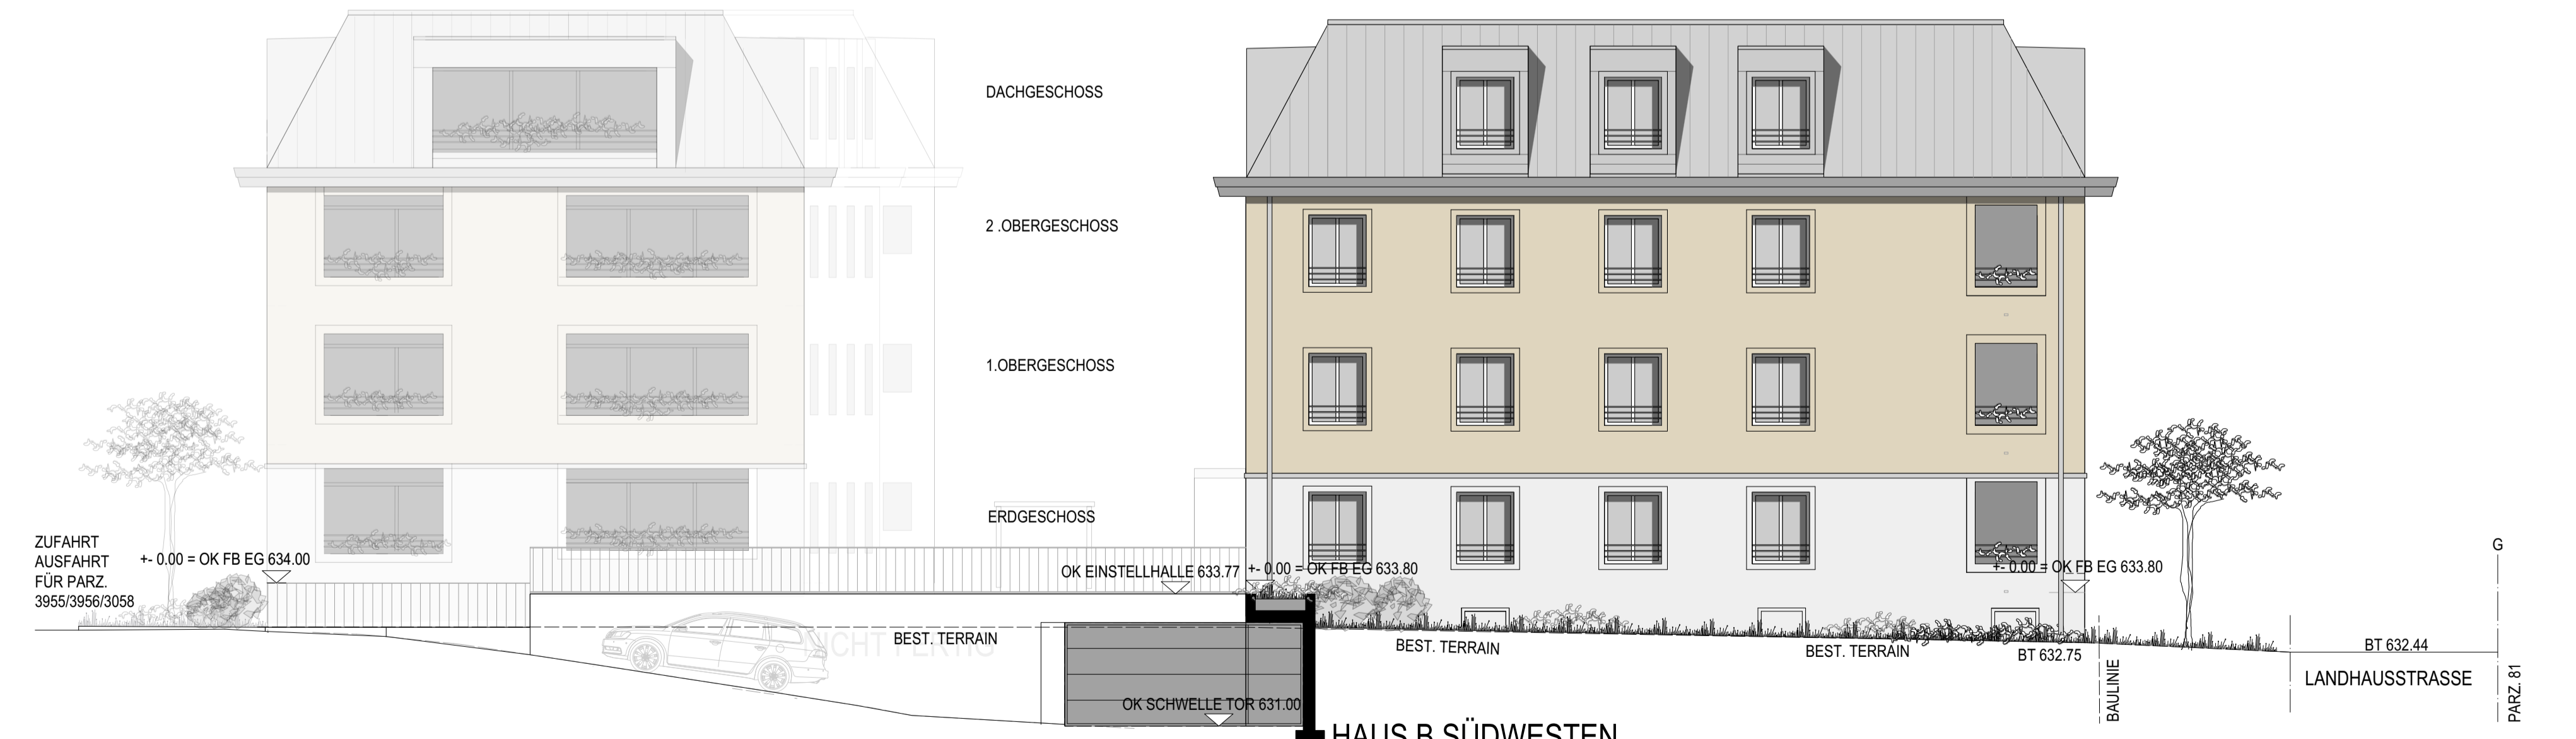 DACHGESCHOSS
2 .OBERGESCHOSS
1.OBERGESCHOSS
ERDGESCHOSS
ZUFAHRT
AUSFAHRT
FÜR PARZ.
3955/3956/3058
+- 0.00 = OK FB EG 634.00
OK EINSTELLHALLE 633.77
+- 0.00 = OK FB EG 633.80
+- 0.00 = OK FB EG 633.80
G
BEST. TERRAIN
NICHT FERTIG
BEST. TERRAIN
BEST. TERRAIN
BT 632.75
BT 632.44
BAULINIE
LANDHAUSSTRASSE
PARZ. 81
OK SCHWELLE TOR 631.00
HAUS B SÜDWESTEN